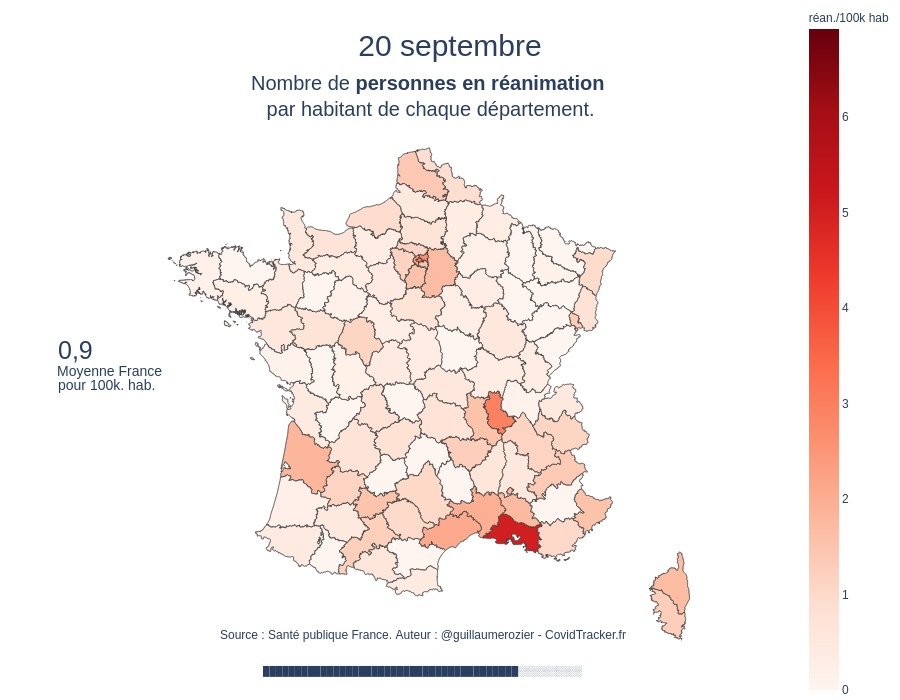 réan./100k hab
20 septembre
Nombre de personnes en réanimation
par habitant de chaque département.
6
5
4
3
2
1
0
0,9
Moyenne France
pour 100k. hab.
Source : Santé publique France. Auteur : @guillaumerozier - CovidTracker.fr